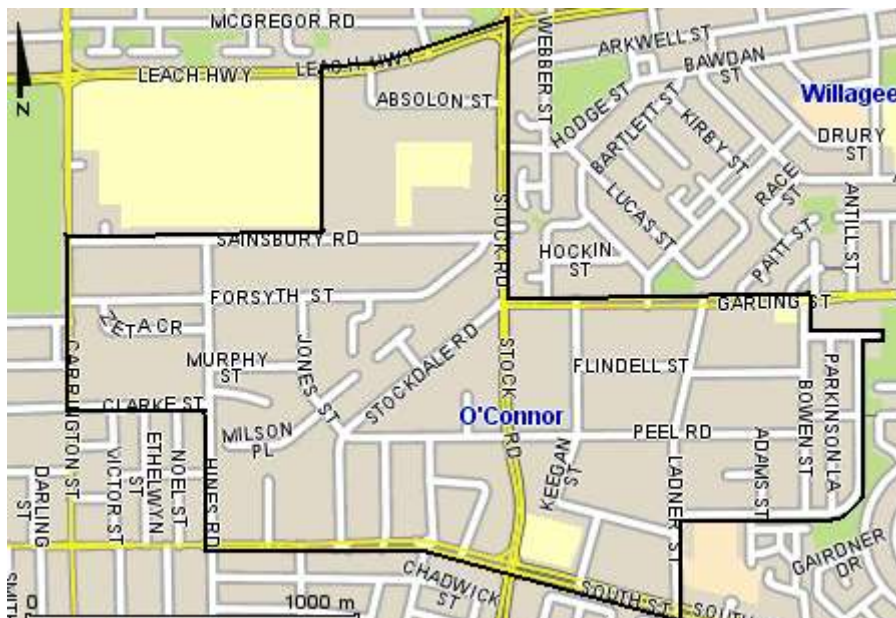 MCGREGOR RD
LEACH HWY
LEACH HWY
WEBBER ST
ARKWELL ST
BAWDAN
ST
Willagee
ABSOLON ST
HODGE ST
BARTLETT ST
KIRBY ST
DRURY
ST
N
STOCK RD
LUCAS ST
RACE
ST
ANTILL ST
SAINSBURY RD
HOCKIN
ST
PAITT ST
FORSYTH ST
GARLING ST
ZETA CR
JONES ST
STOCKDALE RD
STOCK RD
MURPHY
ST
FLINDELL ST
PARKINSON LA
BOWEN ST
CARRINGTON ST
CLARKE ST
O'Connor
MILSON
PL
PEEL RD
DARLING
ST
VICTOR ST
ETHELWYN
ST
NOEL ST
HINES RD
KEEGAN
ST
LADNER ST
ADAMS ST
GAIRDNER
DR
CHADWICK
ST
SOUTH ST
SOUTH
SMITH
0
1000 m